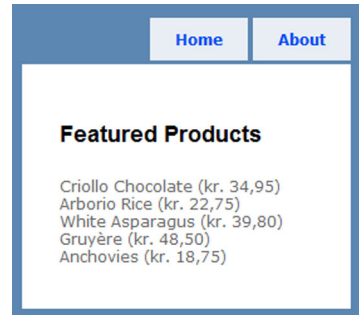 Home About
Featured Products
Criollo Chocolate (kr. 34,95)
Arborio Rice (kr. 22,75)
White Asparagus (kr. 39,80)
Gruyère (kr. 48,50)
Anchovies (kr. 18,75)